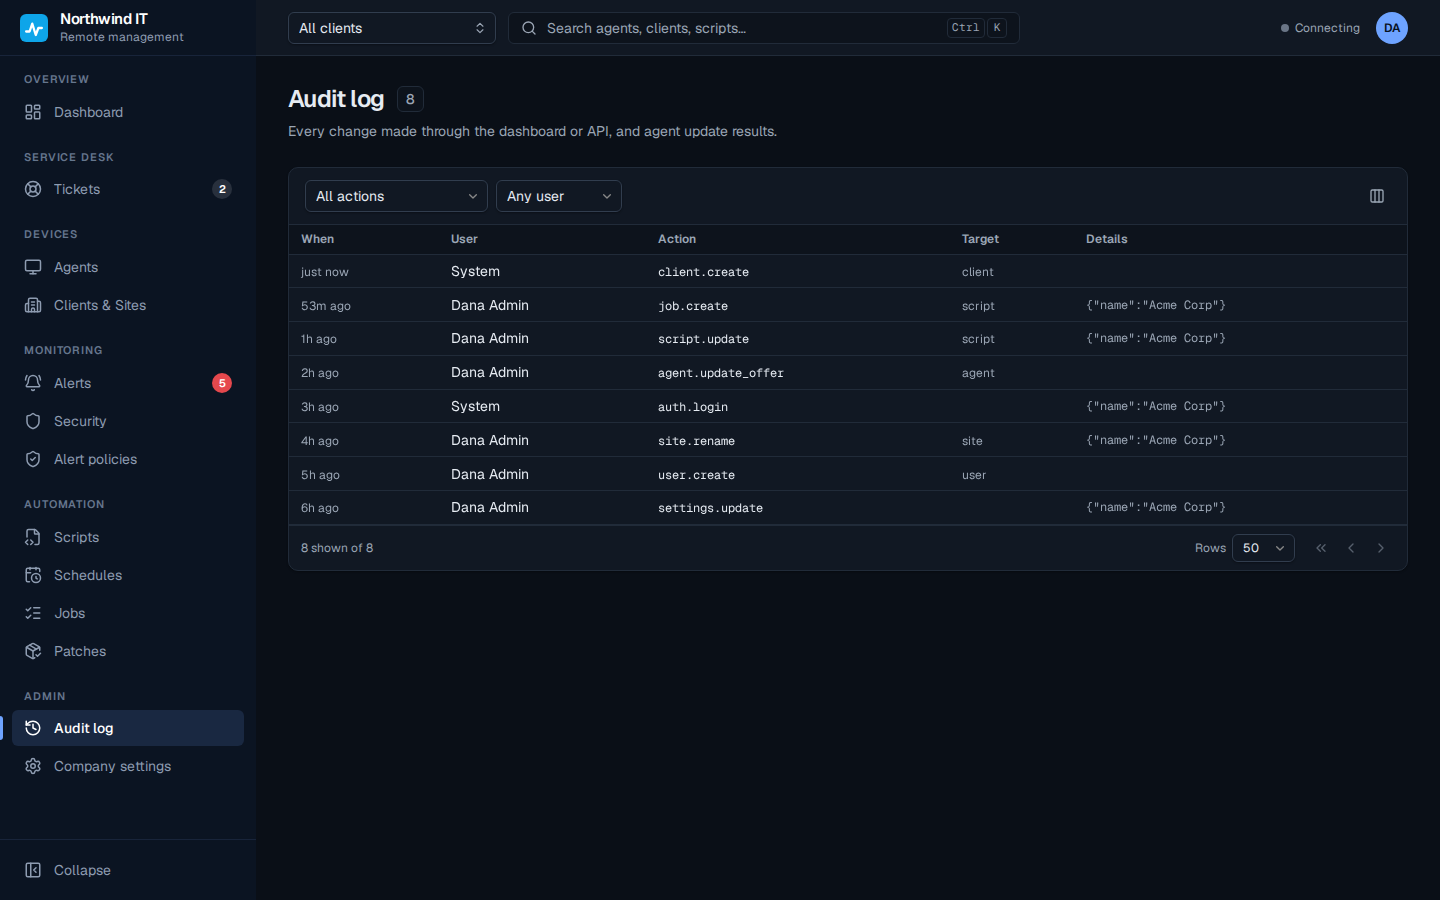 Northwind IT
Remote management
All clients
Search agents, clients, scripts...
Ctrl K
Connecting
DA
OVERVIEW
Dashboard
SERVICE DESK
Tickets 2
DEVICES
Agents
Clients & Sites
MONITORING
Alerts 5
Security
Alert policies
AUTOMATION
Scripts
Schedules
Jobs
Patches
ADMIN
Audit log
Company settings
Collapse
Audit log 8
Every change made through the dashboard or API, and agent update results.
All actions Any user
When User Action Target Details
just now System client.create client
53m ago Dana Admin job.create script {"name":"Acme Corp"}
1h ago Dana Admin script.update script {"name":"Acme Corp"}
2h ago Dana Admin agent.update_offer agent
3h ago System auth.login {"name":"Acme Corp"}
4h ago Dana Admin site.rename site {"name":"Acme Corp"}
5h ago Dana Admin user.create user
6h ago Dana Admin settings.update {"name":"Acme Corp"}
8 shown of 8 Rows 50